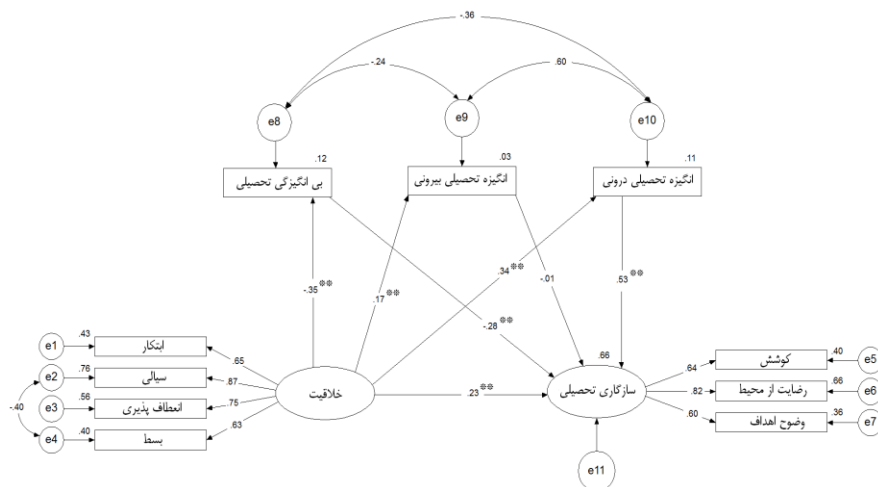 -.36
-.24
.60
e8
e9
e10
.12
.03
.11
بی انگیزگی تحصیلی
انگیزه تحصیلی بیرونی
انگیزه تحصیلی درونی
-.35 **
.17 **
.34 **
-.01
.53 **
-.28 **
.23 **
e1
.43
ابتکار
.65
e2
.76
سیالی
.87
e3
.56
انعطاف پذیری
.75
e4
.40
بسط
.63
-.40
خلاقیت
.66
سازگاری تحصیلی
.64
کوشش
.40
e5
.82
رضایت از محیط
.66
e6
.60
وضوح اهداف
.36
e7
e11